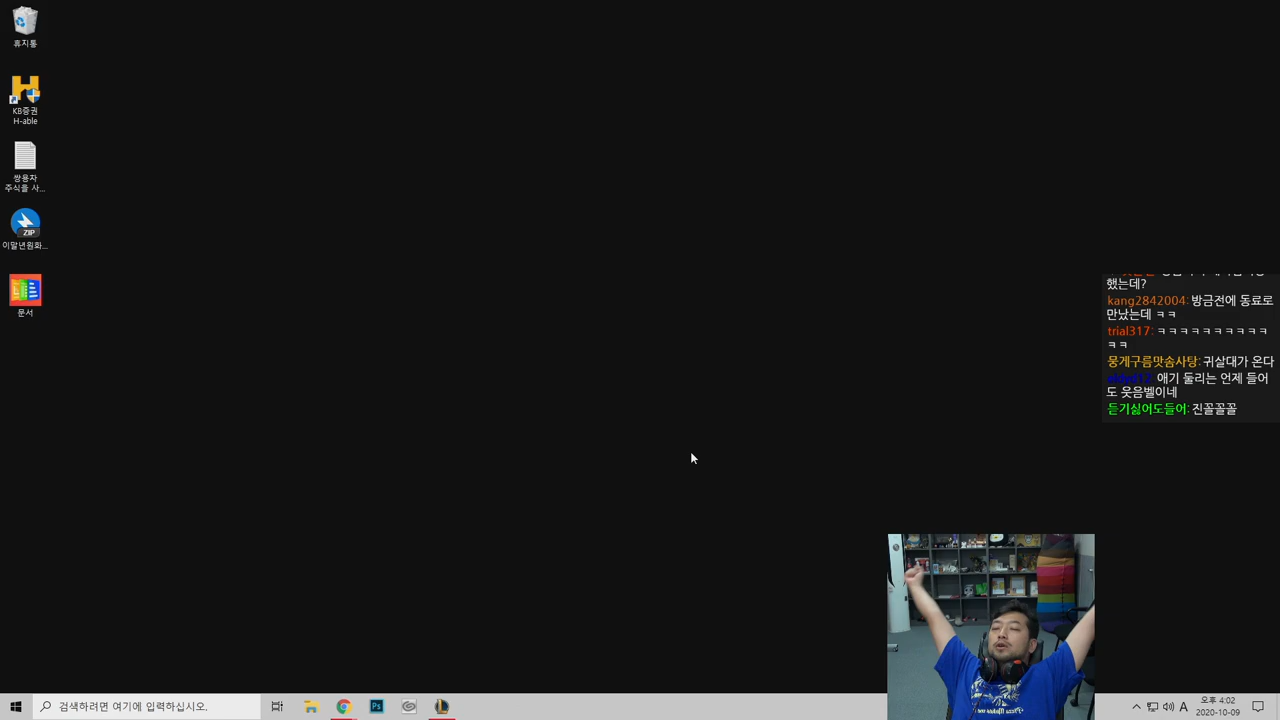 휴지통
KB증권
H-able
쌍용자
주식을 사...
ZIP
이말년원화...
문서
했는데?
kang2842004: 방금전에 동료로
만났는데 ㅋㅋ
trial317: ㅋㅋㅋㅋㅋㅋㅋㅋㅋㅋ
ㅋㅋ
뭉게구름맛솜사탕: 귀살대가 온다
애기 둘리는 언제 들어
도 웃음벨이네
듣기싫어도들어: 진꼴꼴꼴
검색하려면 여기에 입력하십시오.
Ps
A
오후 4:02
2020-10-09